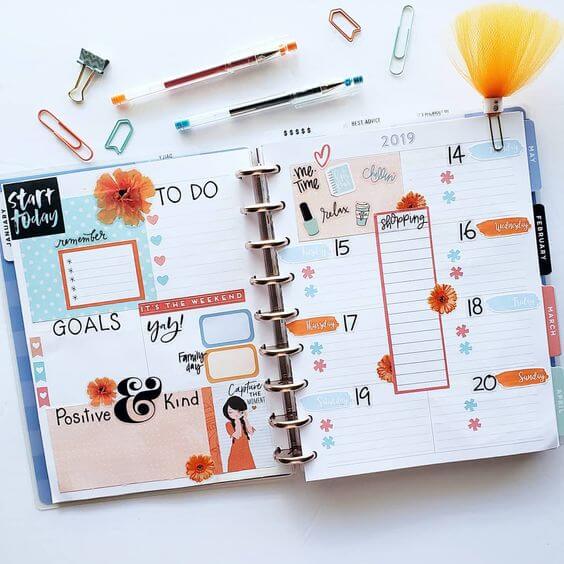 JANUARY
start
today
TO DO
remember
IT'S THE WEEKEND
GOALS
yay!
Family
day
Positive & Kind
Capture
THE
MOMENT
$$$$$
BEST ADVICE
2019
me-
Time
Chillin'
relax
shopping
14
15
16
Wednesday
Thursday
17
18
Friday
19
20
Sunday
MAY
FEBRUARY
MARCH
APRIL